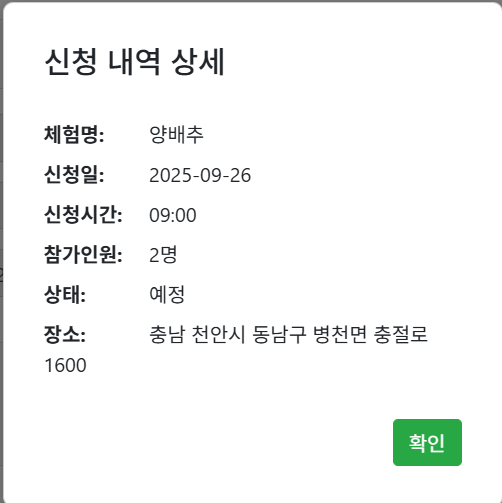 신청 내역 상세
체험명: 양배추
신청일: 2025-09-26
신청시간: 09:00
참가인원: 2명
상태: 예정
장소: 충남 천안시 동남구 병천면 충절로
1600
확인